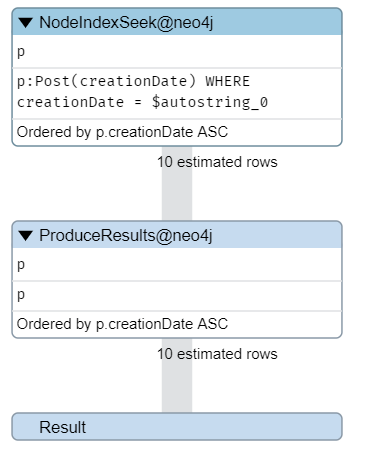 NodeIndexSeek@neo4j
p
p:Post(creationDate) WHERE
creationDate = $autostring_0
Ordered by p.creationDate ASC
10 estimated rows
ProduceResults@neo4j
p
p
Ordered by p.creationDate ASC
10 estimated rows
Result